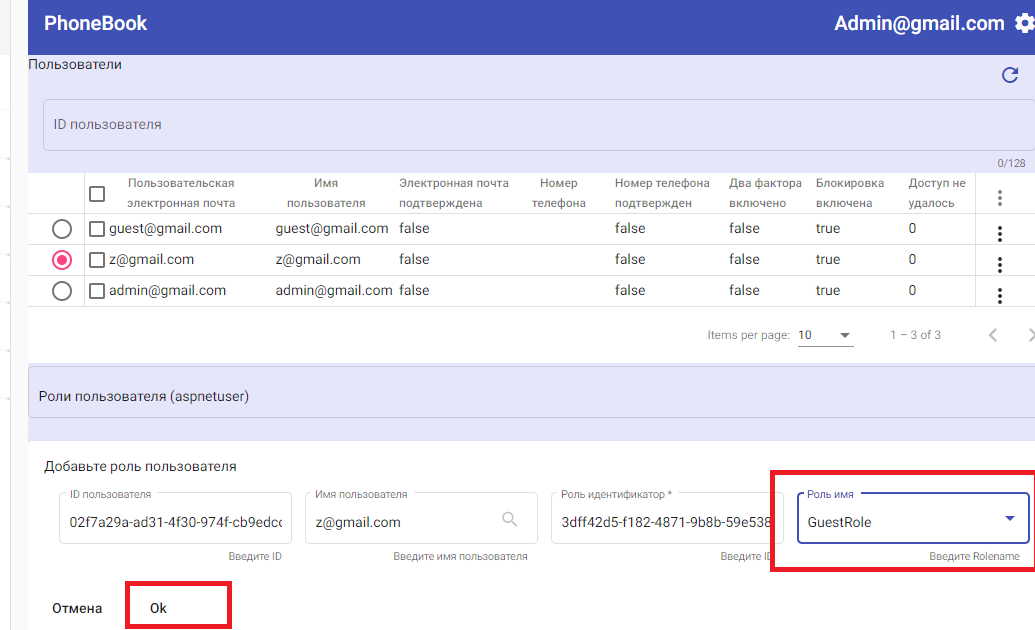 PhoneBook Admin@gmail.com
Пользователи
ID пользователя
0/128
Пользовательская Имя Электронная почта Номер Номер телефона Два фактора Блокировка Доступ не
электронная почта пользователя подтверждена телефона подтвержден включено включена удалось
guest@gmail.com guest@gmail.com false false false true 0
z@gmail.com z@gmail.com false false false true 0
admin@gmail.com admin@gmail.com false false false true 0
Items per page: 10 1 – 3 of 3
Роли пользователя (aspnetuser)
Добавьте роль пользователя
ID пользователя Имя пользователя Роль идентификатор * Роль имя
02f7a29a-ad31-4f30-974f-cb9edcc z@gmail.com 3dff42d5-f182-4871-9b8b-59e538 GuestRole
Введите ID Введите имя пользователя Введите ID Введите Rolename
Отмена Ok